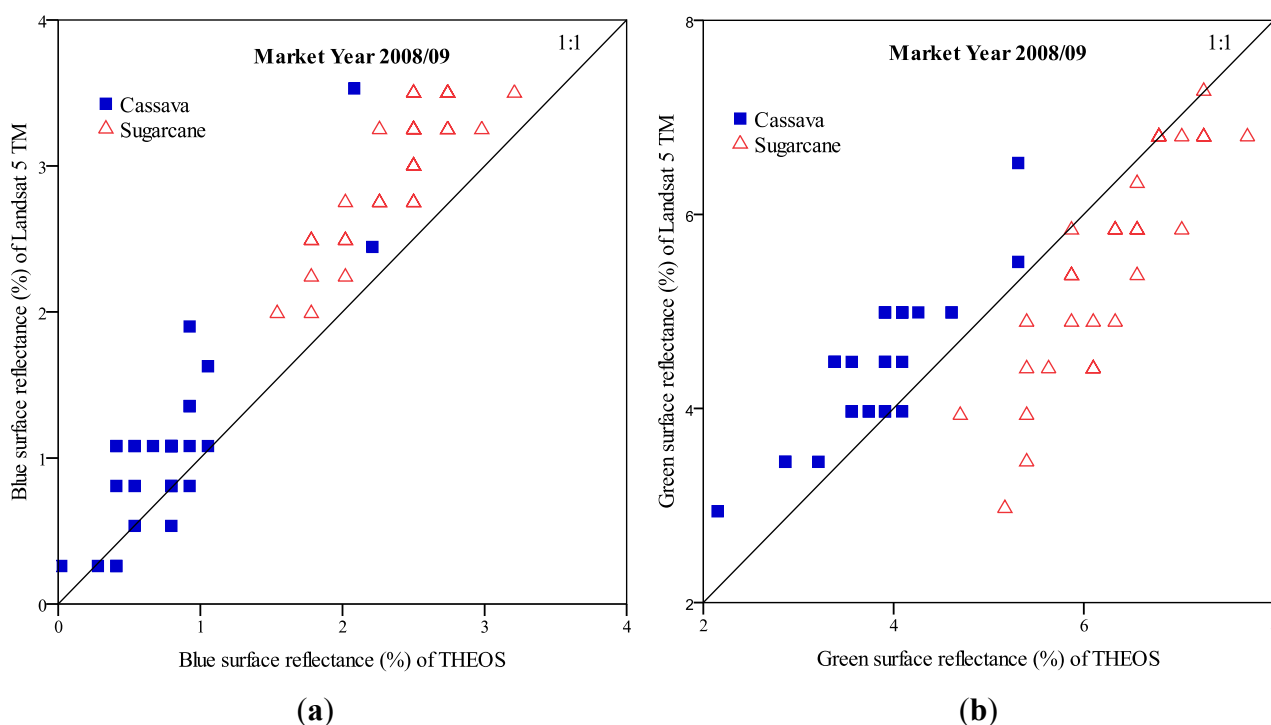 Market Year 2008/09
1:1
Cassava
Sugarcane
4
3
2
1
0
0
1
2
3
4
Blue surface reflectance (%) of Landsat 5 TM
Blue surface reflectance (%) of THEOS
(a)
Market Year 2008/09
1:1
Cassava
Sugarcane
8
6
4
2
2
4
6
Green surface reflectance (%) of Landsat 5 TM
Green surface reflectance (%) of THEOS
(b)